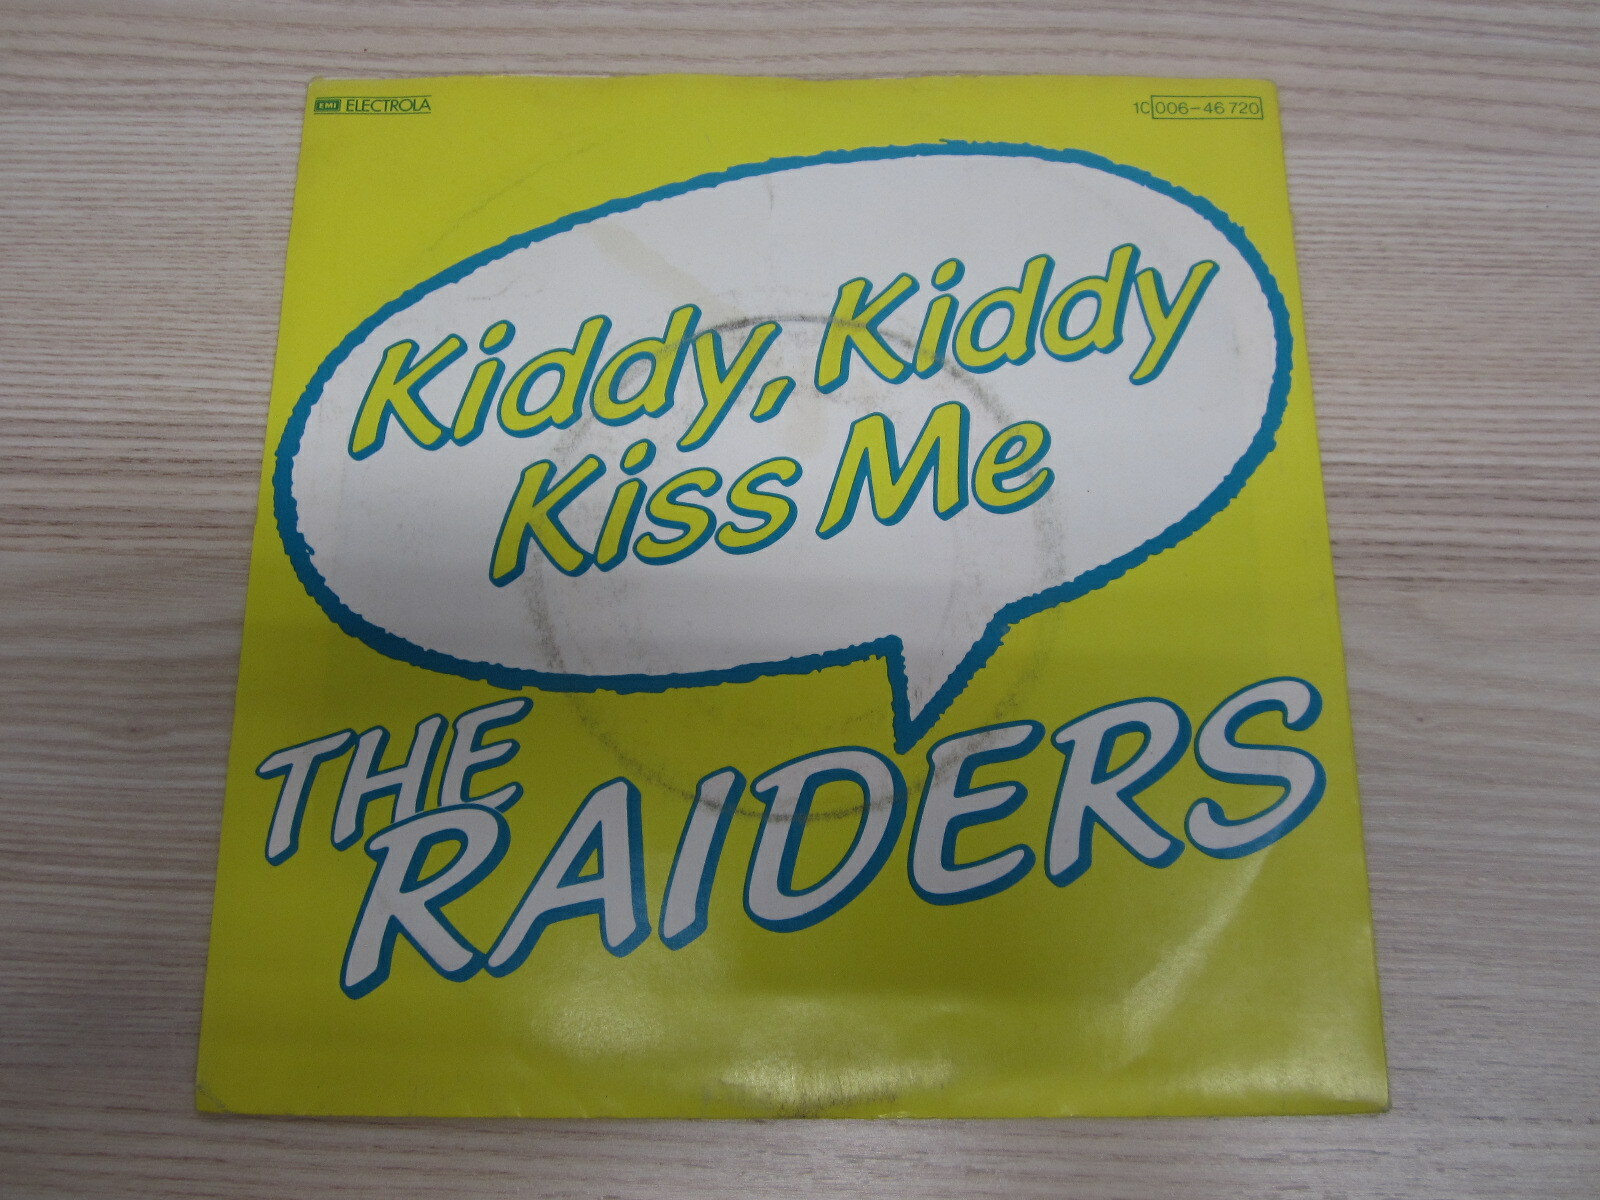 EMI ELECTROLA
1C 006-46 720
Kiddy, Kiddy
Kiss Me
THE
RAIDERS